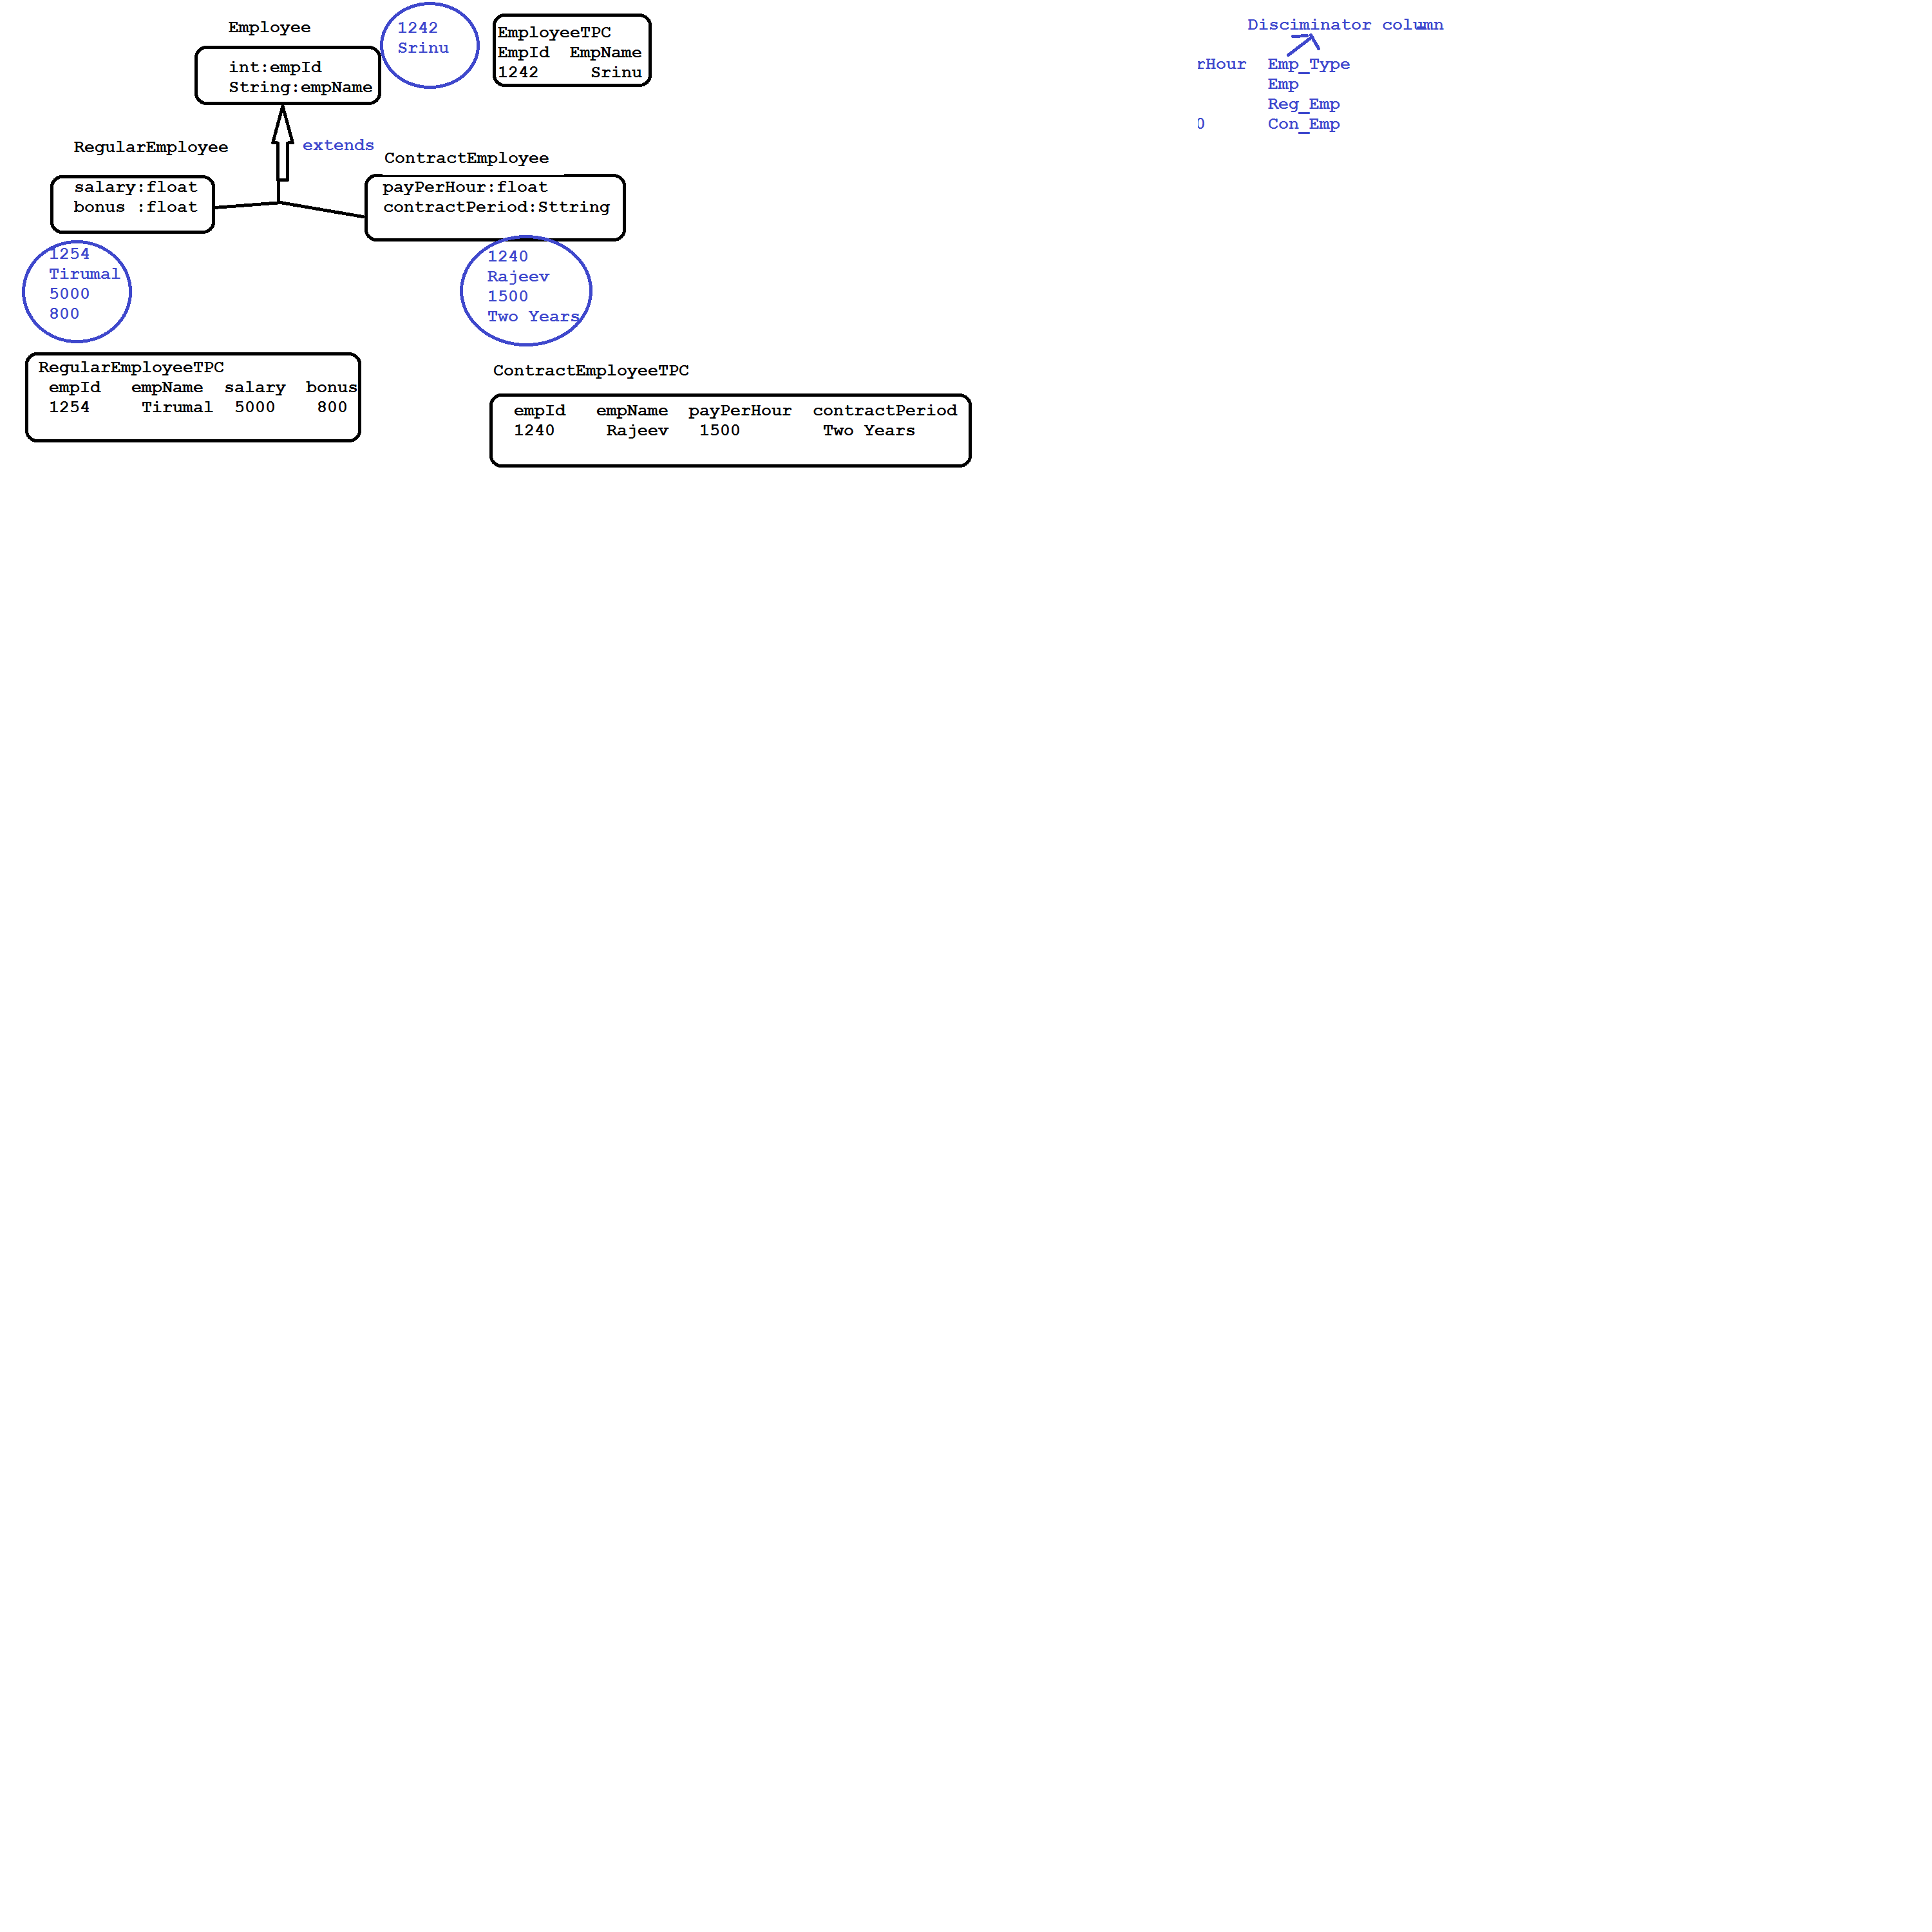 Employee
int:empId
String:empName
1242
Srinu
EmployeeTPC
EmpId EmpName
1242 Srinu
extends
RegularEmployee
salary:float
bonus :float
ContractEmployee
payPerHour:float
contractPeriod:Sttring
1254
Tirumal
5000
800
1240
Rajeev
1500
Two Years
RegularEmployeeTPC
empId empName salary bonus
1254 Tirumal 5000 800
ContractEmployeeTPC
empId empName payPerHour contractPeriod
1240 Rajeev 1500 Two Years
Disciminator column
rHour Emp_Type
Emp
Reg_Emp
0 Con_Emp